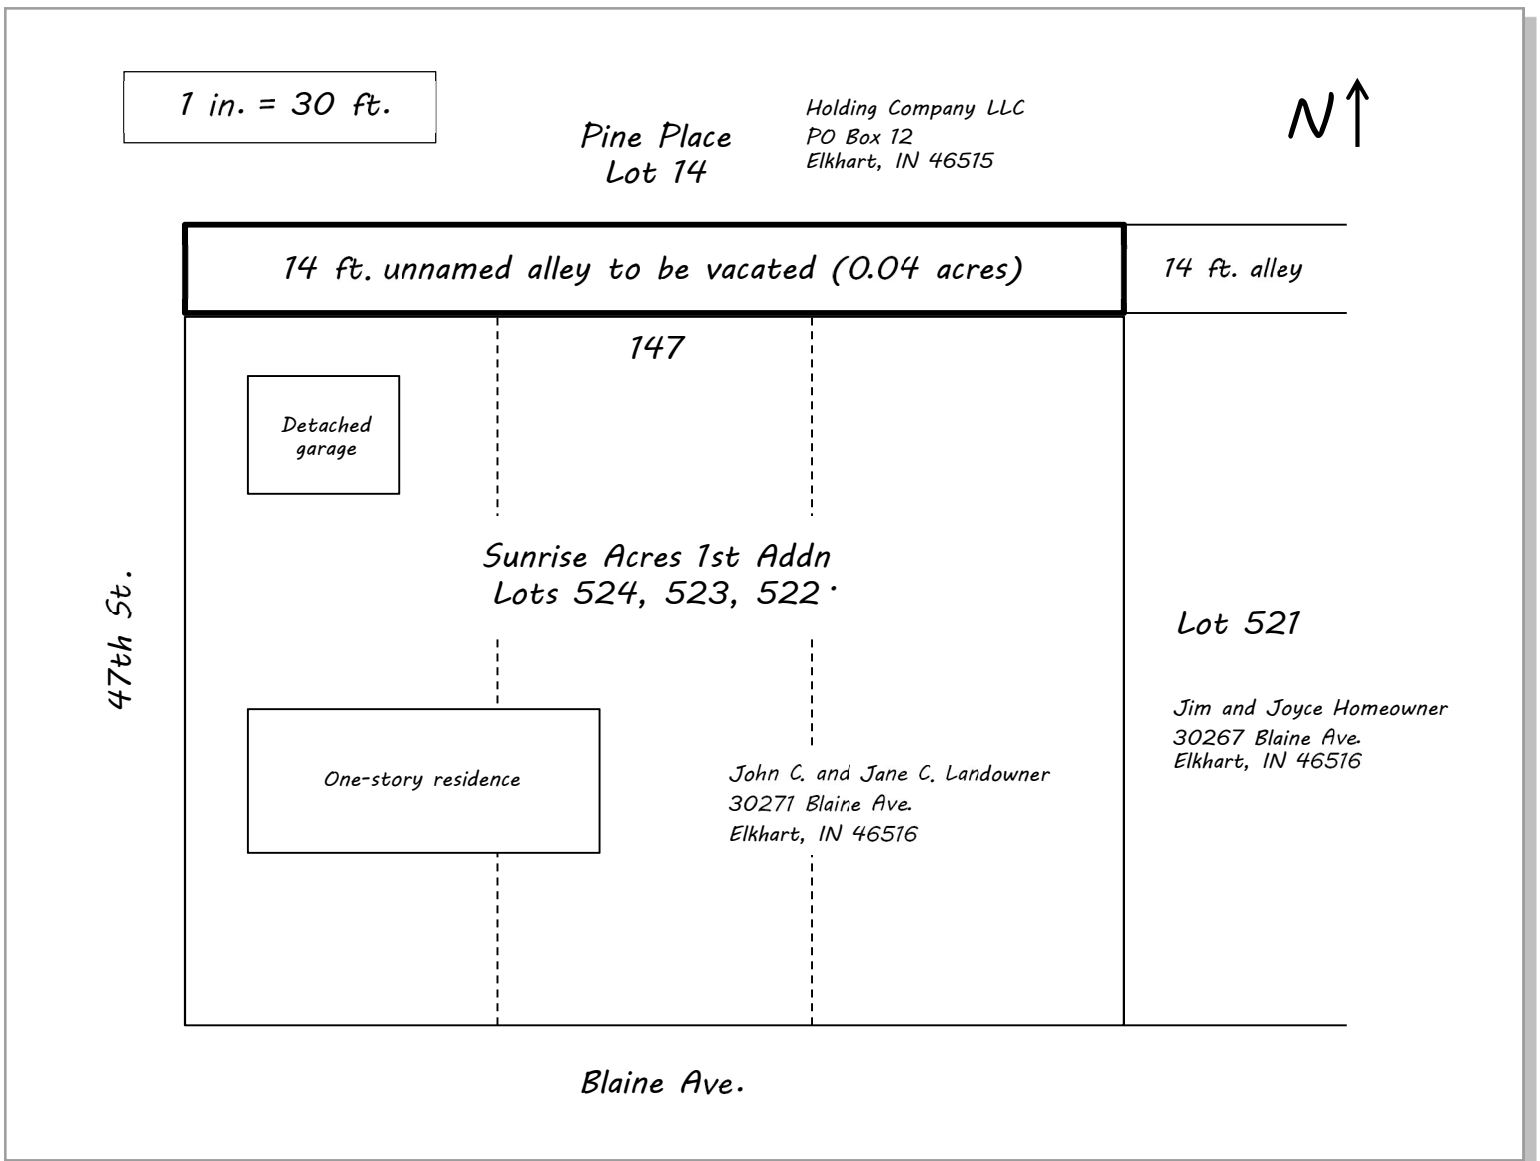 1 in. = 30 ft.
Pine Place
Lot 14
Holding Company LLC
PO Box 12
Elkhart, IN 46515
N
14 ft. unnamed alley to be vacated (0.04 acres)
14 ft. alley
147
Detached
garage
Sunrise Acres 1st Addn
Lots 524, 523, 522
47th St.
Lot 521
Jim and Joyce Homeowner
30267 Blaine Ave.
Elkhart, IN 46516
One-story residence
John C. and Jane C. Landowner
30271 Blaine Ave.
Elkhart, IN 46516
Blaine Ave.